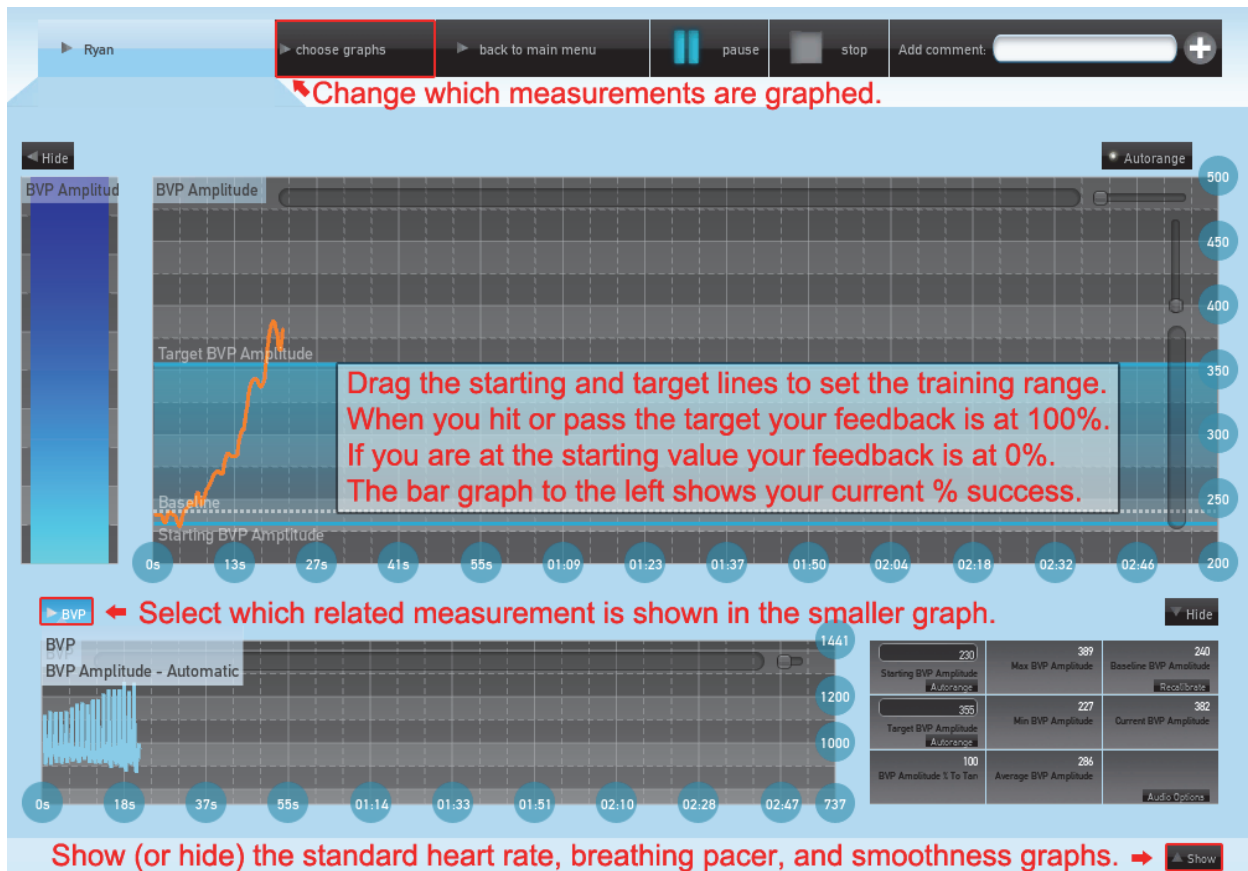 Ryan
choose graphs
back to main menu
pause
stop
Add comment:
Change which measurements are graphed.
Hide
Autorange
BVP Amplitud
BVP Amplitude
500
450
400
350
300
250
200
Target BVP Amplitude
Drag the starting and target lines to set the training range.
When you hit or pass the target your feedback is at 100%.
If you are at the starting value your feedback is at 0%.
The bar graph to the left shows your current % success.
Baseline
Starting BVP Amplitude
0s 13s 27s 41s 55s 01:09 01:23 01:37 01:50 02:04 02:18 02:32 02:46
BVP
Select which related measurement is shown in the smaller graph.
Hide
BVP
BVP Amplitude - Automatic
1441
1200
1000
737
0s 18s 37s 55s 01:14 01:33 01:51 02:10 02:28 02:47
230
Starting BVP Amplitude
Autorange
389
Max BVP Amplitude
240
Baseline BVP Amplitude
Recalibrate
355
Target BVP Amplitude
Autorange
227
Min BVP Amplitude
382
Current BVP Amplitude
100
BVP Amplitude % To Tan
286
Average BVP Amplitude
Audio Options
Show (or hide) the standard heart rate, breathing pacer, and smoothness graphs.
Show